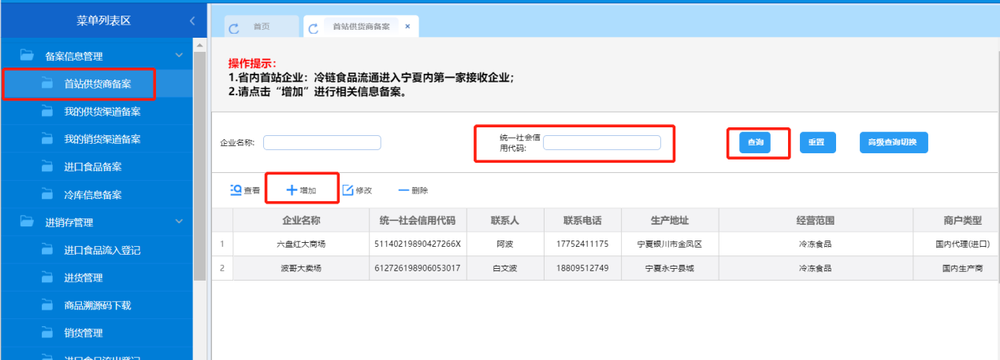 菜单列表区
首页
首站供货商备案 ×
备案信息管理
首站供货商备案
我的供货渠道备案
我的销货渠道备案
进口食品备案
冷库信息备案
进销存管理
进口食品流入登记
进货管理
商品溯源码下载
销货管理
进口食品流出登记
操作提示：
1.省内首站企业：冷链食品流通进入宁夏内第一家接收企业；
2.请点击“增加”进行相关信息备案。
企业名称:
统一社会信
用代码:
查询
重置
高级查询切换
查看 增加 修改 删除
企业名称 统一社会信用代码 联系人 联系电话 生产地址 经营范围 商户类型
1 六盘红大商场 51140219890427266X 阿波 17752411175 宁夏银川市金凤区 冷冻食品 国内代理(进口)
2 波哥大卖场 612726198906053017 白文波 18809512749 宁夏永宁县城 冷冻食品 国内生产商